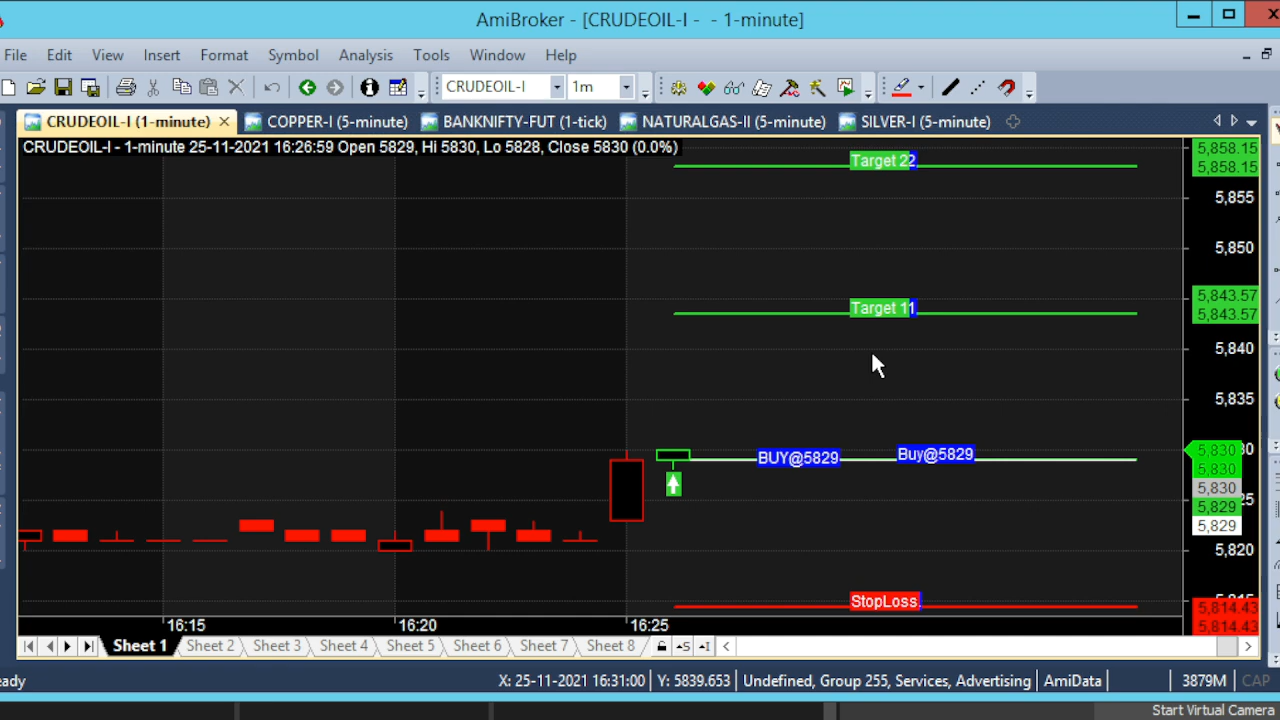 AmiBroker - [CRUDEOIL-I - - 1-minute]
File Edit View Insert Format Symbol Analysis Tools Window Help
CRUDEOIL-I 1m
CRUDEOIL-I (1-minute) COPPER-I (5-minute) BANKNIFTY-FUT (1-tick) NATURALGAS-II (5-minute) SILVER-I (5-minute)
CRUDEOIL-I - 1-minute 25-11-2021 16:26:59 Open 5829, Hi 5830, Lo 5828, Close 5830 (0.0%)
5,858.15
Target 22
5,858.15
5,855
5,850
5,843.57
Target 11
5,843.57
5,840
5,835
5,830
BUY@5829 Buy@5829
5,830
5,830
5,829
5,829
5,820
StopLoss
5,814.43
5,814.43
16:15 16:20 16:25
Sheet 1 Sheet 2 Sheet 3 Sheet 4 Sheet 5 Sheet 6 Sheet 7 Sheet 8
eady X: 25-11-2021 16:31:00 Y: 5839.653 Undefined, Group 255, Services, Advertising AmiData 3879M CAP
Start Virtual Camera